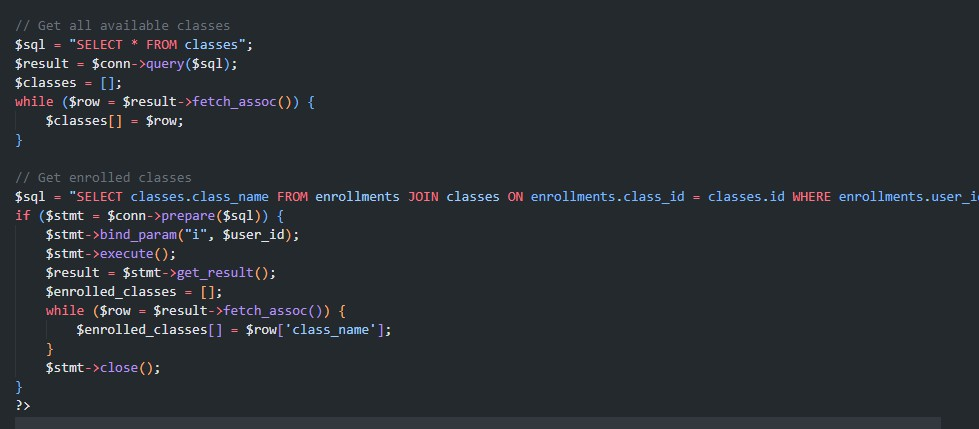 // Get all available classes
$sql = "SELECT * FROM classes";
$result = $conn->query($sql);
$classes = [];
while ($row = $result->fetch_assoc()) {
    $classes[] = $row;
}

// Get enrolled classes
$sql = "SELECT classes.class_name FROM enrollments JOIN classes ON enrollments.class_id = classes.id WHERE enrollments.user_i
if ($stmt = $conn->prepare($sql)) {
    $stmt->bind_param("i", $user_id);
    $stmt->execute();
    $result = $stmt->get_result();
    $enrolled_classes = [];
    while ($row = $result->fetch_assoc()) {
        $enrolled_classes[] = $row['class_name'];
    }
    $stmt->close();
}
?>